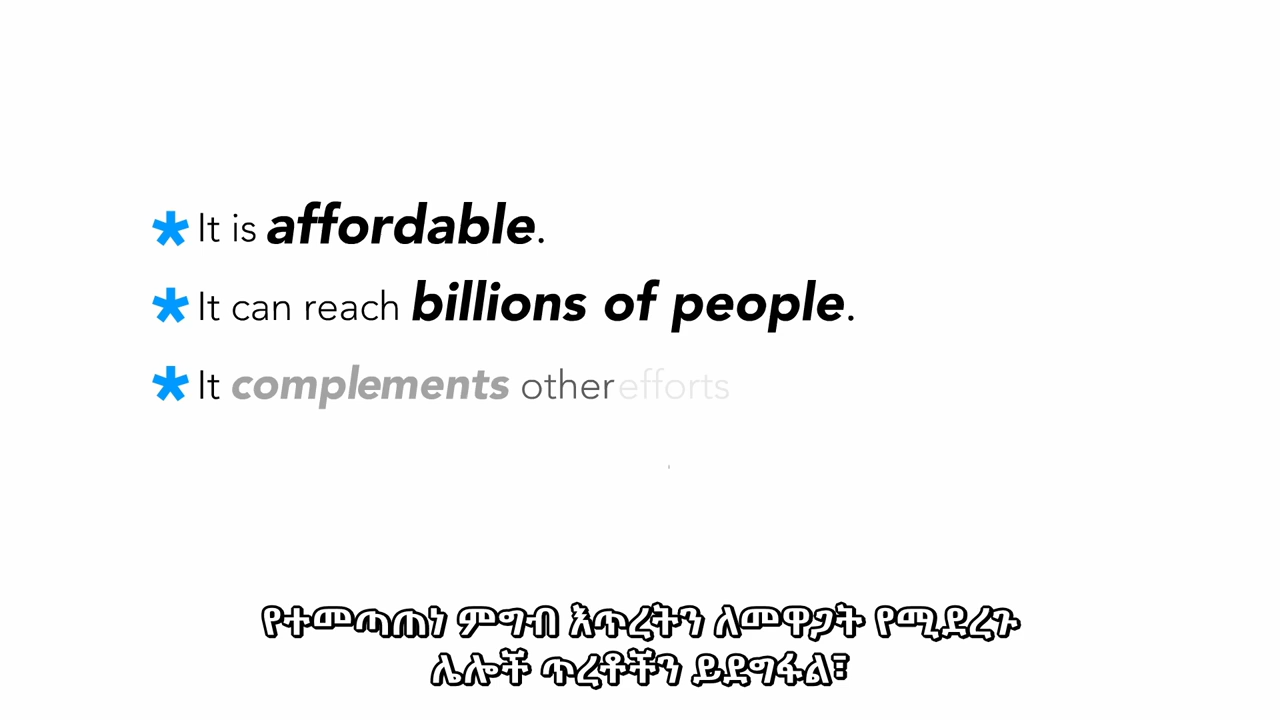 * It is affordable.
* It can reach billions of people.
* It complements other efforts
የተመጣጠነ ምግብ እጥረትን ለመዋጋት የሚደረጉ
ሌሎች ጥረቶችን ይደግፋል፣